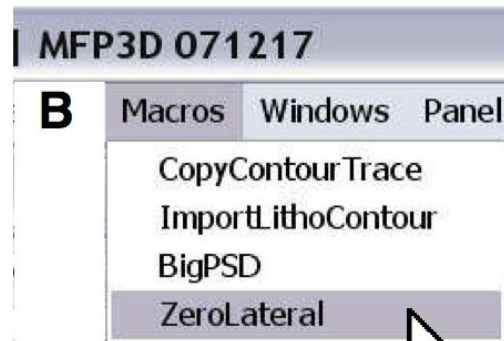 MFP3D 071217
B
Macros Windows Panel
CopyContourTrace
ImportLithoContour
BigPSD
ZeroLateral